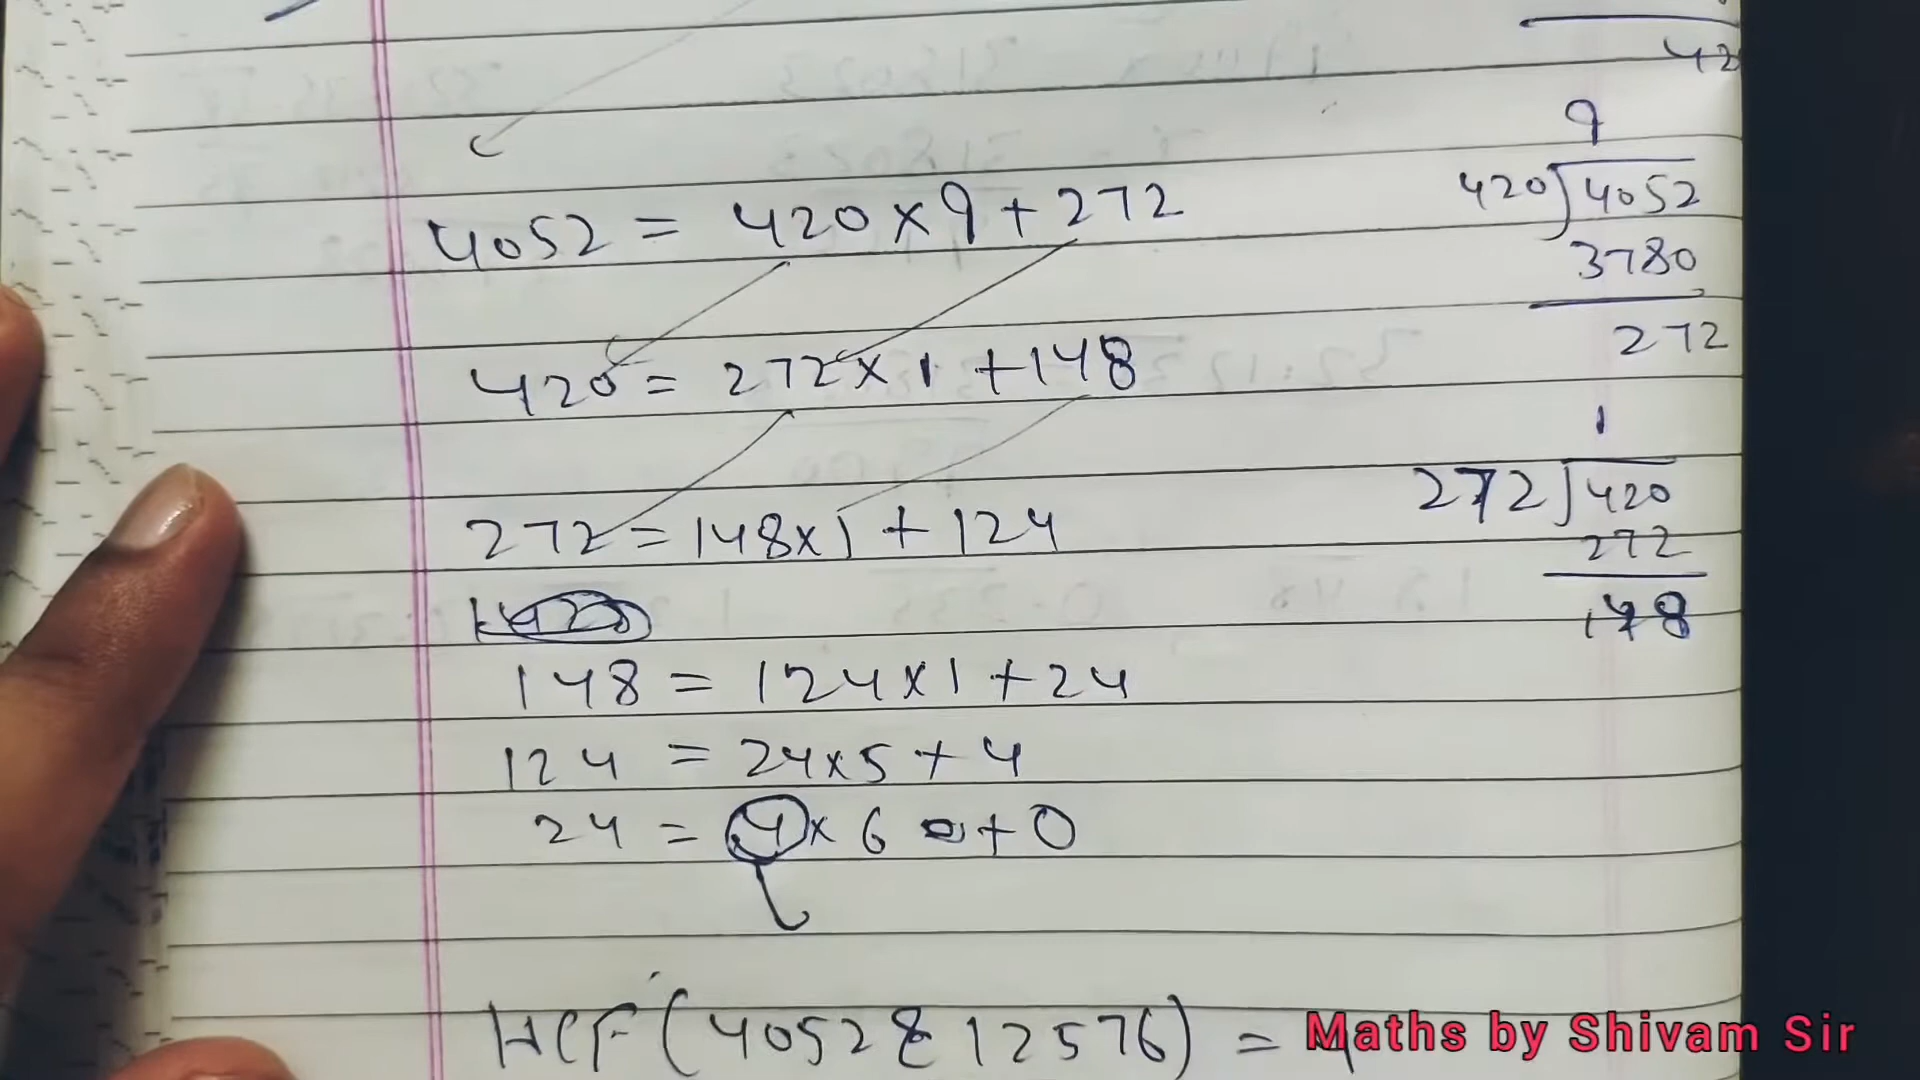 42
4052 = 420 × 9 + 272
420 = 272 × 1 + 148
272 = 148 × 1 + 124
148 = 124 × 1 + 24
124 = 24 × 5 + 4
24 = 4 × 6 + 0
HCF (4052 & 12576) = 4
9
420)4052
3780
272
1
272)420
272
148
Maths by Shivam Sir